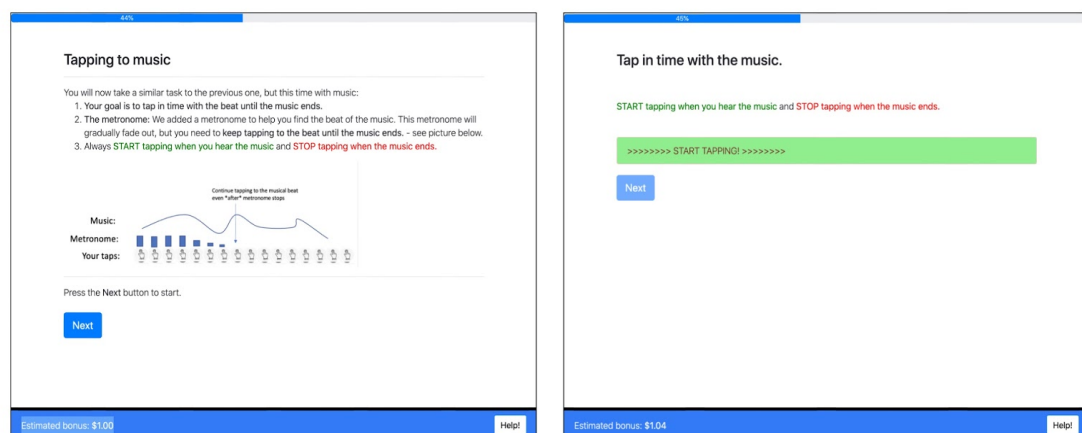 44%
Tapping to music
You will now take a similar task to the previous one, but this time with music:
1. Your goal is to tap in time with the beat until the music ends.
2. The metronome: We added a metronome to help you find the beat of the music. This metronome will
gradually fade out, but you need to keep tapping to the beat until the music ends. - see picture below.
3. Always START tapping when you hear the music and STOP tapping when the music ends.
Continue tapping to the musical beat
even *after* metronome stops
Music:
Metronome:
Your taps:
Press the Next button to start.
Next
Estimated bonus: $1.00
Help!
45%
Tap in time with the music.
START tapping when you hear the music and STOP tapping when the music ends.
>>>>>>>> START TAPPING! >>>>>>>>
Next
Estimated bonus: $1.04
Help!